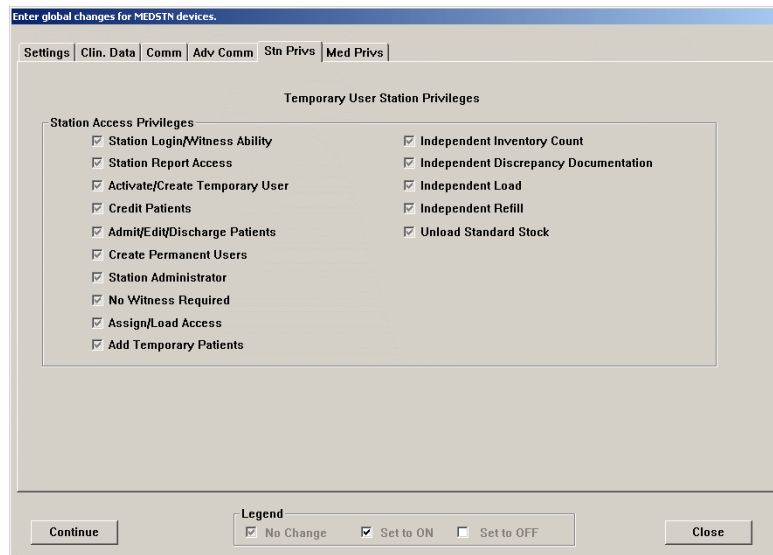 Enter global changes for MEDSTN devices.
Settings
Clin. Data
Comm
Adv Comm
Stn Privs
Med Privs
Temporary User Station Privileges
Station Access Privileges
Station Login/Witness Ability
Station Report Access
Activate/Create Temporary User
Credit Patients
Admit/Edit/Discharge Patients
Create Permanent Users
Station Administrator
No Witness Required
Assign/Load Access
Add Temporary Patients
Independent Inventory Count
Independent Discrepancy Documentation
Independent Load
Independent Refill
Unload Standard Stock
Continue
Legend
No Change
Set to ON
Set to OFF
Close